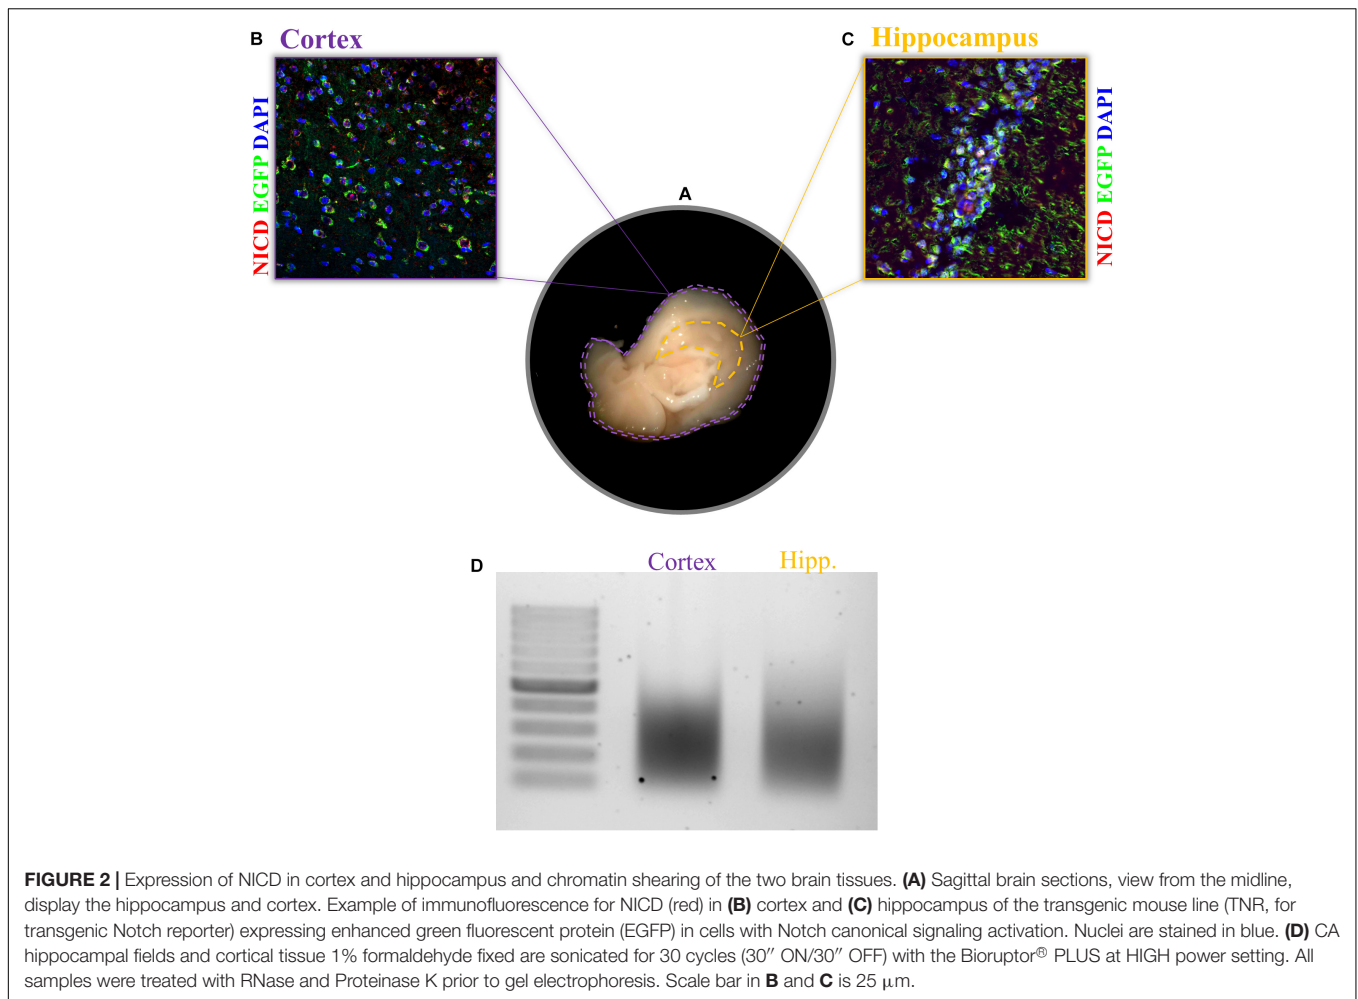 B Cortex
C Hippocampus
NICD EGFP DAPI
NICD EGFP DAPI
A
D
Cortex Hipp.
FIGURE 2 | Expression of NICD in cortex and hippocampus and chromatin shearing of the two brain tissues. (A) Sagittal brain sections, view from the midline,
display the hippocampus and cortex. Example of immunofluorescence for NICD (red) in (B) cortex and (C) hippocampus of the transgenic mouse line (TNR, for
transgenic Notch reporter) expressing enhanced green fluorescent protein (EGFP) in cells with Notch canonical signaling activation. Nuclei are stained in blue. (D) CA
hippocampal fields and cortical tissue 1% formaldehyde fixed are sonicated for 30 cycles (30″ ON/30″ OFF) with the Bioruptor® PLUS at HIGH power setting. All
samples were treated with RNase and Proteinase K prior to gel electrophoresis. Scale bar in B and C is 25 μm.